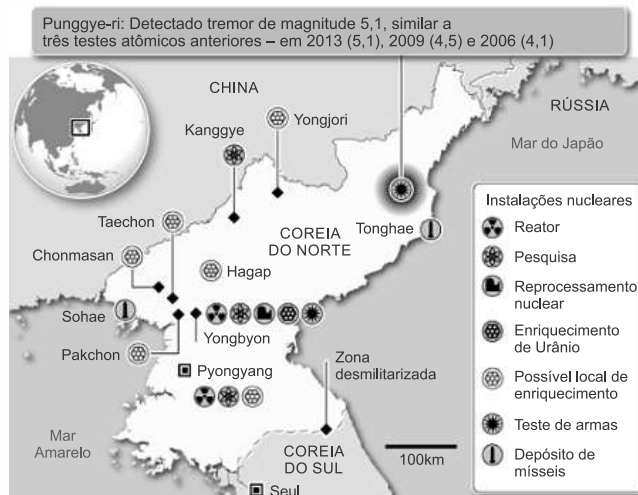 Punggye-ri: Detectado tremor de magnitude 5,1, similar a
três testes atômicos anteriores – em 2013 (5,1), 2009 (4,5) e 2006 (4,1)
CHINA
RÚSSIA
Yongjori
Kanggye
Mar do Japão
Taechon
COREIA
DO NORTE
Tonghae
Chonmasan
Hagap
Sohae
Yongbyon
Pakchon
Pyongyang
Zona
desmilitarizada
Mar
Amarelo
COREIA
DO SUL
100km
Seul
Instalações nucleares
Reator
Pesquisa
Reprocessamento
nuclear
Enriquecimento
de Urânio
Possível local de
enriquecimento
Teste de armas
Depósito de
mísseis